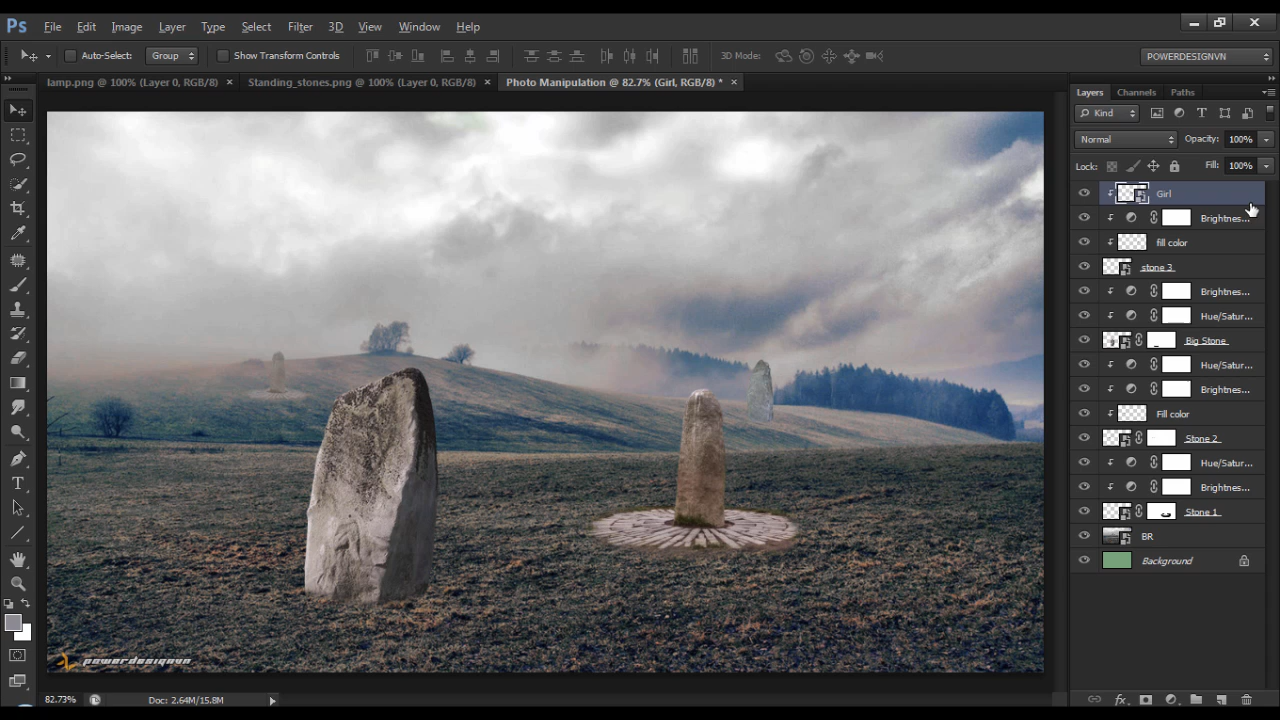 Ps File Edit Image Layer Type Select Filter 3D View Window Help
Auto-Select: Group Show Transform Controls 3D Mode: POWERDESIGNVN
lamp.png @ 100% (Layer 0, RGB/8) × Standing_stones.png @ 100% (Layer 0, RGB/8) × Photo Manipulation @ 82.7% (Girl, RGB/8) * ×
Layers Channels Paths
Kind
Normal Opacity: 100%
Lock: Fill: 100%
Girl
Brightnes...
fill color
stone 3
Brightnes...
Hue/Satur...
Big Stone
Hue/Satur...
Brightnes...
Fill color
Stone 2
Hue/Satur...
Brightnes...
Stone 1
BR
Background
powerdesignvn
82.73% Doc: 2.64M/15.8M